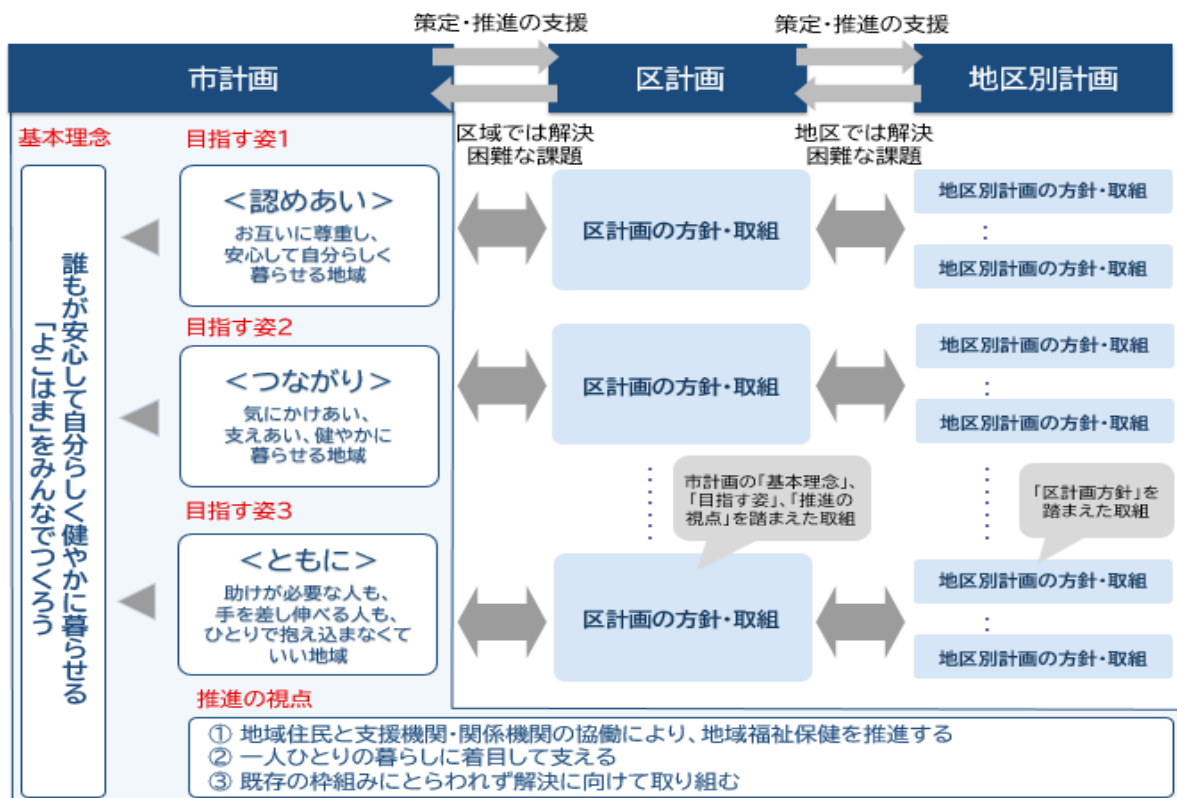 策定・推進の支援
策定・推進の支援
市計画
区計画
地区別計画
区域では解決
困難な課題
地区では解決
困難な課題
基本理念
誰もが安心して自分らしく健やかに暮らせる
「よこはま」をみんなでつくろう
目指す姿1
＜認めあい＞
お互いに尊重し、
安心して自分らしく
暮らせる地域
区計画の方針・取組
地区別計画の方針・取組
：
地区別計画の方針・取組
目指す姿2
＜つながり＞
気にかけあい、
支えあい、健やかに
暮らせる地域
区計画の方針・取組
地区別計画の方針・取組
地区別計画の方針・取組
市計画の「基本理念」、
「目指す姿」、「推進の
視点」を踏まえた取組
「区計画方針」を
踏まえた取組
目指す姿3
＜ともに＞
助けが必要な人も、
手を差し伸べる人も、
ひとりで抱え込まなくて
いい地域
区計画の方針・取組
地区別計画の方針・取組
地区別計画の方針・取組
推進の視点
① 地域住民と支援機関・関係機関の協働により、地域福祉保健を推進する
② 一人ひとりの暮らしに着目して支える
③ 既存の枠組みにとらわれず解決に向けて取り組む